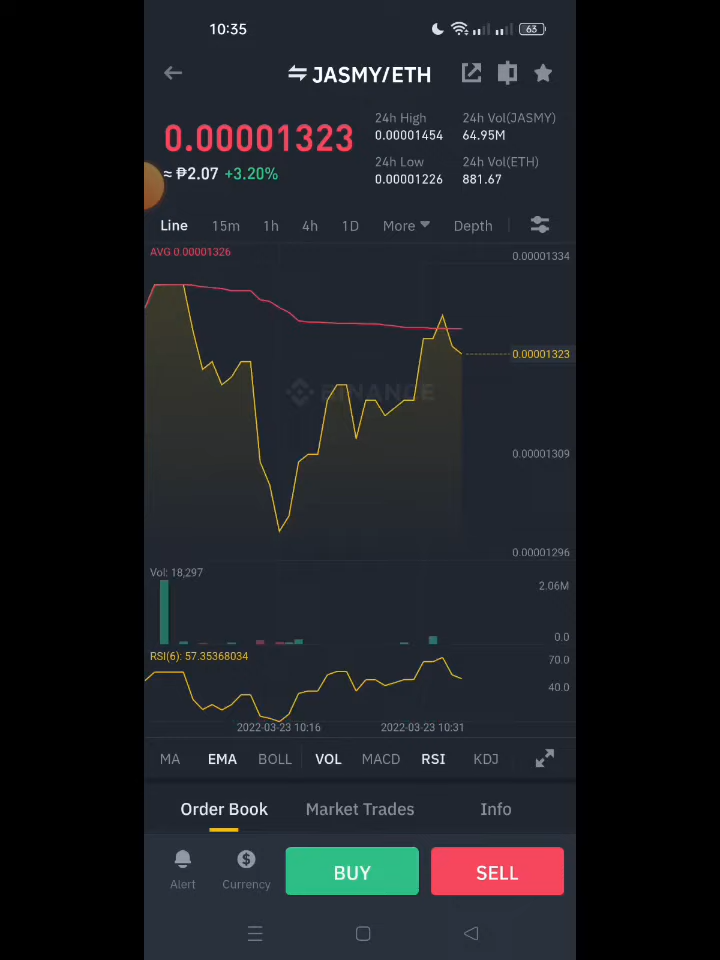 10:35
63
JASMY/ETH
0.00001323
≈ ₱2.07 +3.20%
24h High
0.00001454
24h Vol(JASMY)
64.95M
24h Low
0.00001226
24h Vol(ETH)
881.67
Line 15m 1h 4h 1D More Depth
AVG 0.00001326
0.00001334
0.00001323
BINANCE
0.00001309
0.00001296
Vol: 18,297
2.06M
0.0
RSI(6): 57.35368034
70.0
40.0
2022-03-23 10:16 2022-03-23 10:31
MA EMA BOLL VOL MACD RSI KDJ
Order Book Market Trades Info
Alert Currency BUY SELL